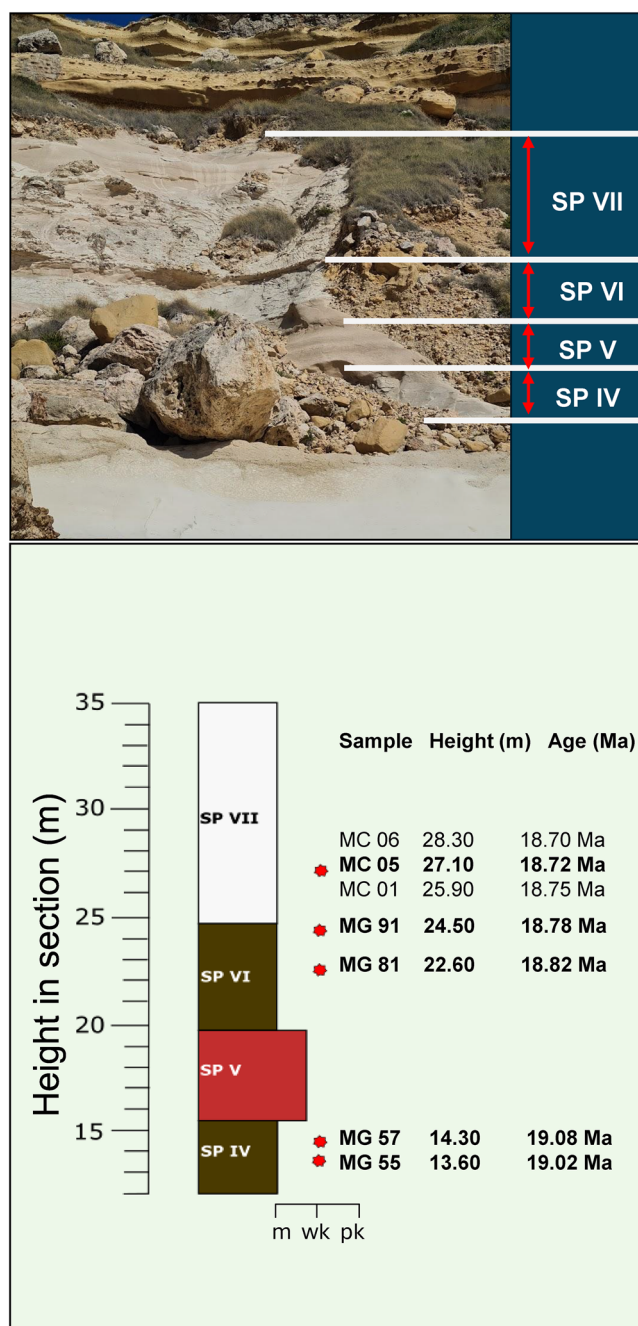 SP VII
SP VI
SP V
SP IV
Height in section (m)
35
30
25
20
15
SP VII
SP VI
SP V
SP IV
m wk pk
Sample Height (m) Age (Ma)
MC 06 28.30 18.70 Ma
MC 05 27.10 18.72 Ma
MC 01 25.90 18.75 Ma
MG 91 24.50 18.78 Ma
MG 81 22.60 18.82 Ma
MG 57 14.30 19.08 Ma
MG 55 13.60 19.02 Ma